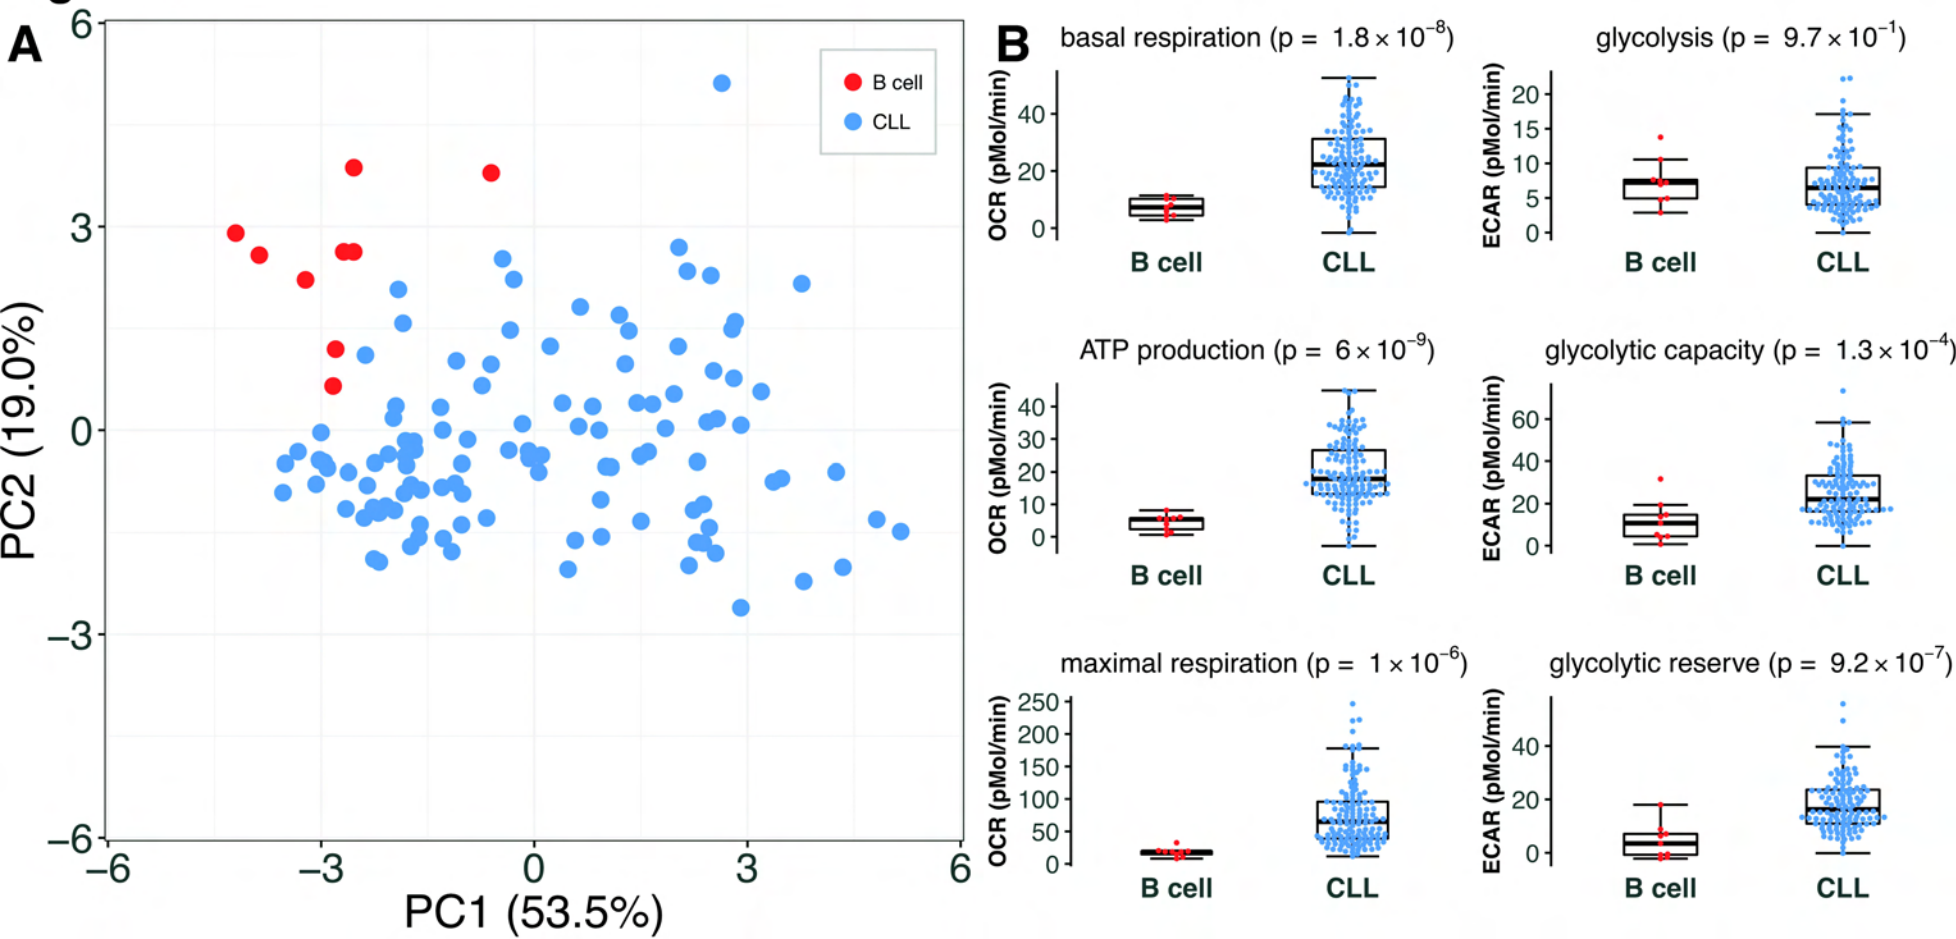 A
6
3
0
−3
−6
−6 −3 0 3 6
PC2 (19.0%)
PC1 (53.5%)
B cell
CLL
B
basal respiration (p = 1.8×10⁻⁸)
OCR (pMol/min)
40
20
0
B cell CLL
glycolysis (p = 9.7×10⁻¹)
ECAR (pMol/min)
20
15
10
5
0
B cell CLL
ATP production (p = 6×10⁻⁹)
OCR (pMol/min)
40
30
20
10
0
B cell CLL
glycolytic capacity (p = 1.3×10⁻⁴)
ECAR (pMol/min)
60
40
20
0
B cell CLL
maximal respiration (p = 1×10⁻⁶)
OCR (pMol/min)
250
200
150
100
50
0
B cell CLL
glycolytic reserve (p = 9.2×10⁻⁷)
ECAR (pMol/min)
40
20
0
B cell CLL